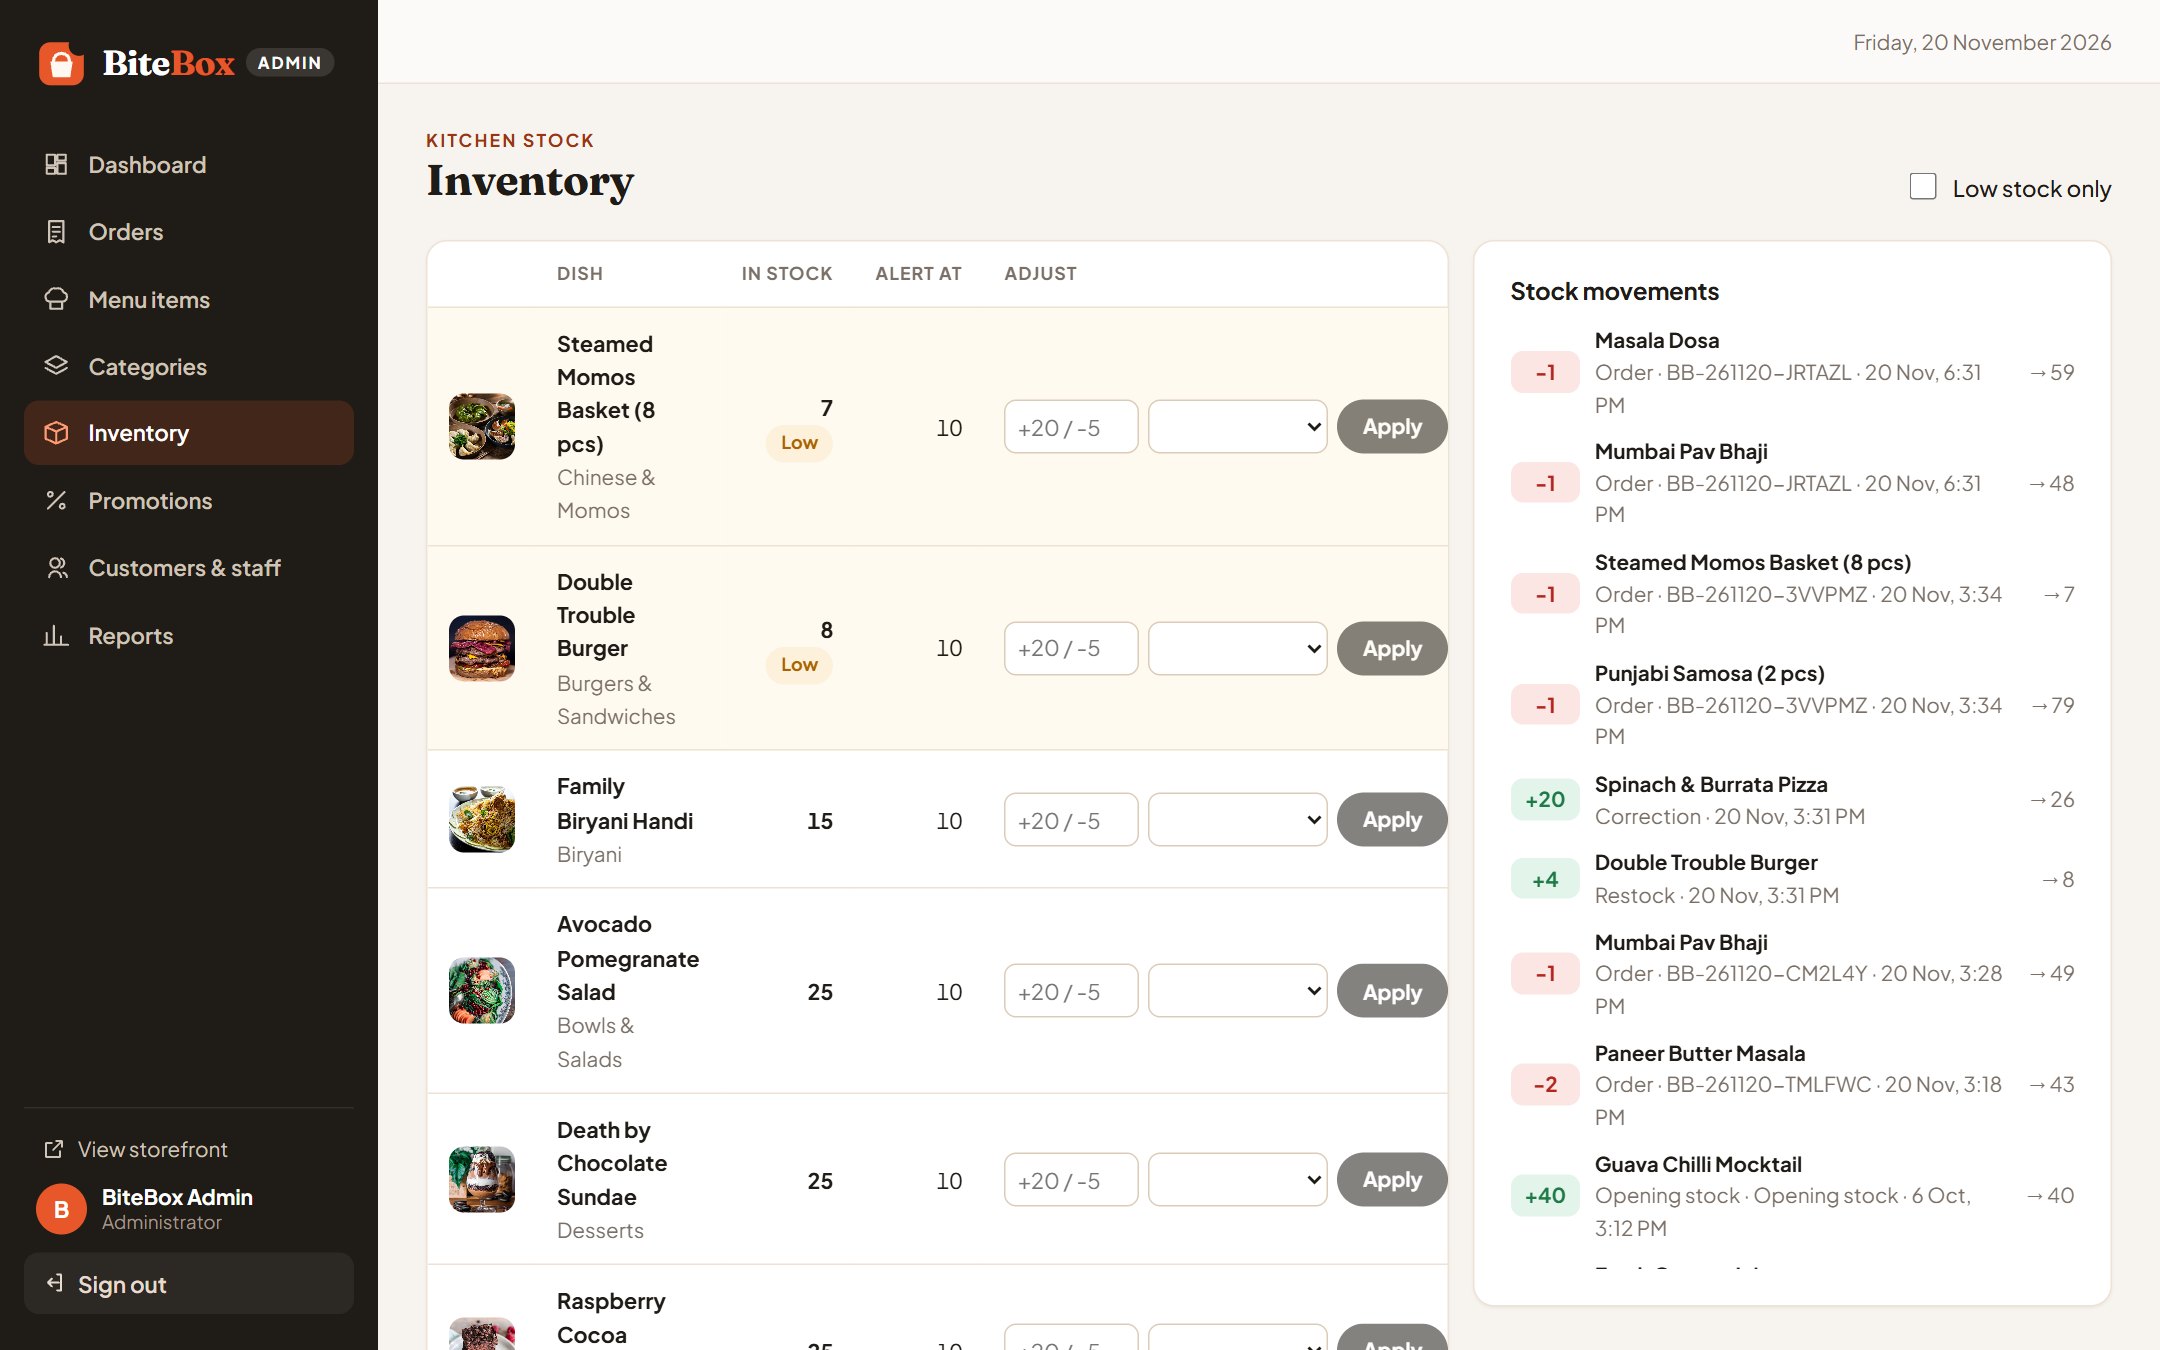 BiteBox ADMIN
Dashboard
Orders
Menu items
Categories
Inventory
Promotions
Customers & staff
Reports
View storefront
B
BiteBox Admin
Administrator
Sign out
Friday, 20 November 2026
KITCHEN STOCK
Inventory
Low stock only
DISH IN STOCK ALERT AT ADJUST
Steamed
Momos
Basket (8
pcs)
Chinese &
Momos
7
Low
10
+20 / -5
Apply
Double
Trouble
Burger
Burgers &
Sandwiches
8
Low
10
+20 / -5
Apply
Family
Biryani Handi
Biryani
15
10
+20 / -5
Apply
Avocado
Pomegranate
Salad
Bowls &
Salads
25
10
+20 / -5
Apply
Death by
Chocolate
Sundae
Desserts
25
10
+20 / -5
Apply
Raspberry
Cocoa
25
10
+20 / -5
Apply
Stock movements
-1
Masala Dosa
Order · BB-261120-JRTAZL · 20 Nov, 6:31
PM
→ 59
-1
Mumbai Pav Bhaji
Order · BB-261120-JRTAZL · 20 Nov, 6:31
PM
→ 48
-1
Steamed Momos Basket (8 pcs)
Order · BB-261120-3VVPMZ · 20 Nov, 3:34
PM
→ 7
-1
Punjabi Samosa (2 pcs)
Order · BB-261120-3VVPMZ · 20 Nov, 3:34
PM
→ 79
+20
Spinach & Burrata Pizza
Correction · 20 Nov, 3:31 PM
→ 26
+4
Double Trouble Burger
Restock · 20 Nov, 3:31 PM
→ 8
-1
Mumbai Pav Bhaji
Order · BB-261120-CM2L4Y · 20 Nov, 3:28
PM
→ 49
-2
Paneer Butter Masala
Order · BB-261120-TMLFWC · 20 Nov, 3:18
PM
→ 43
+40
Guava Chilli Mocktail
Opening stock · Opening stock · 6 Oct,
3:12 PM
→ 40